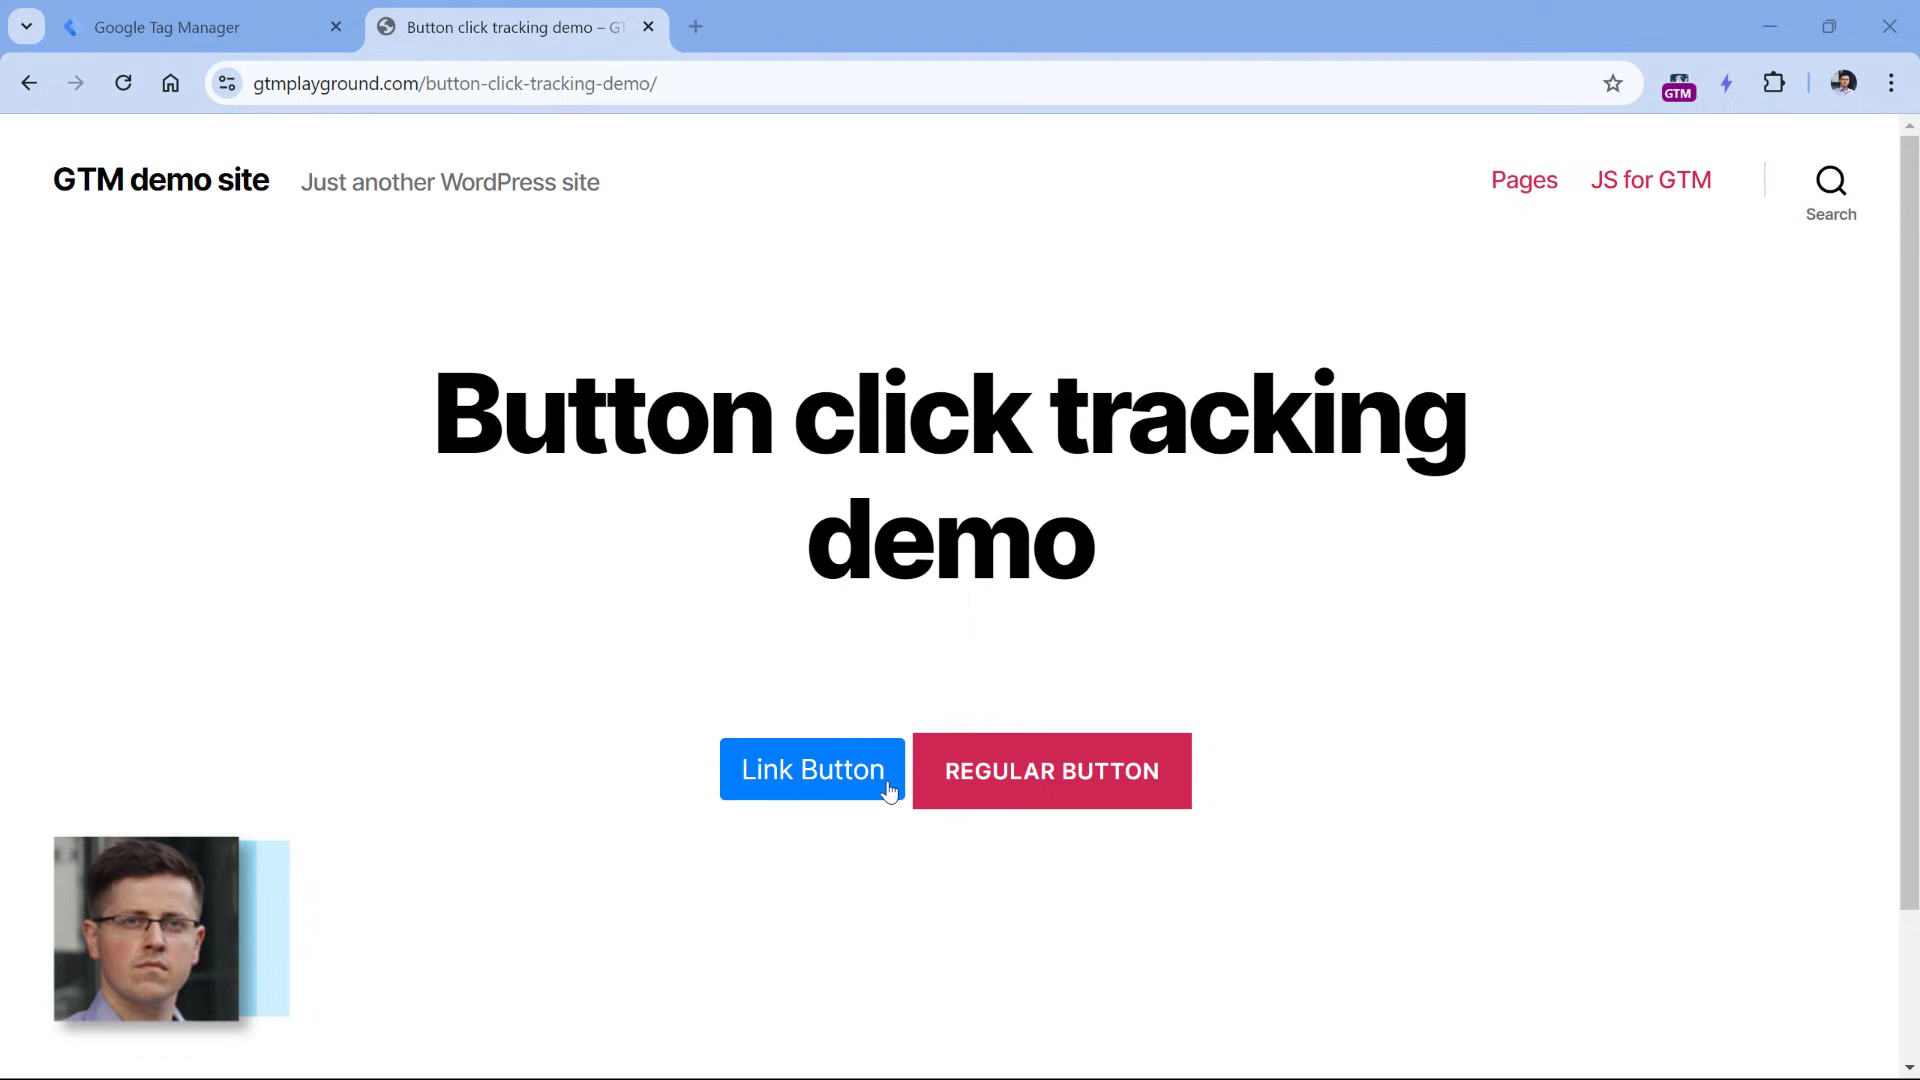 Google Tag Manager
Button click tracking demo – GT
gtmplayground.com/button-click-tracking-demo/
GTM
GTM demo site
Just another WordPress site
Pages
JS for GTM
Search
Button click tracking
demo
Link Button
REGULAR BUTTON